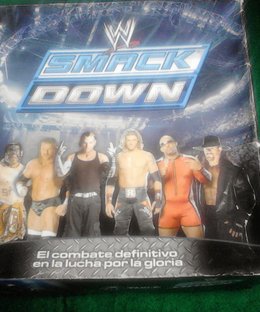 W
SMACK
DOWN
El combate definitivo
en la lucha por la gloria